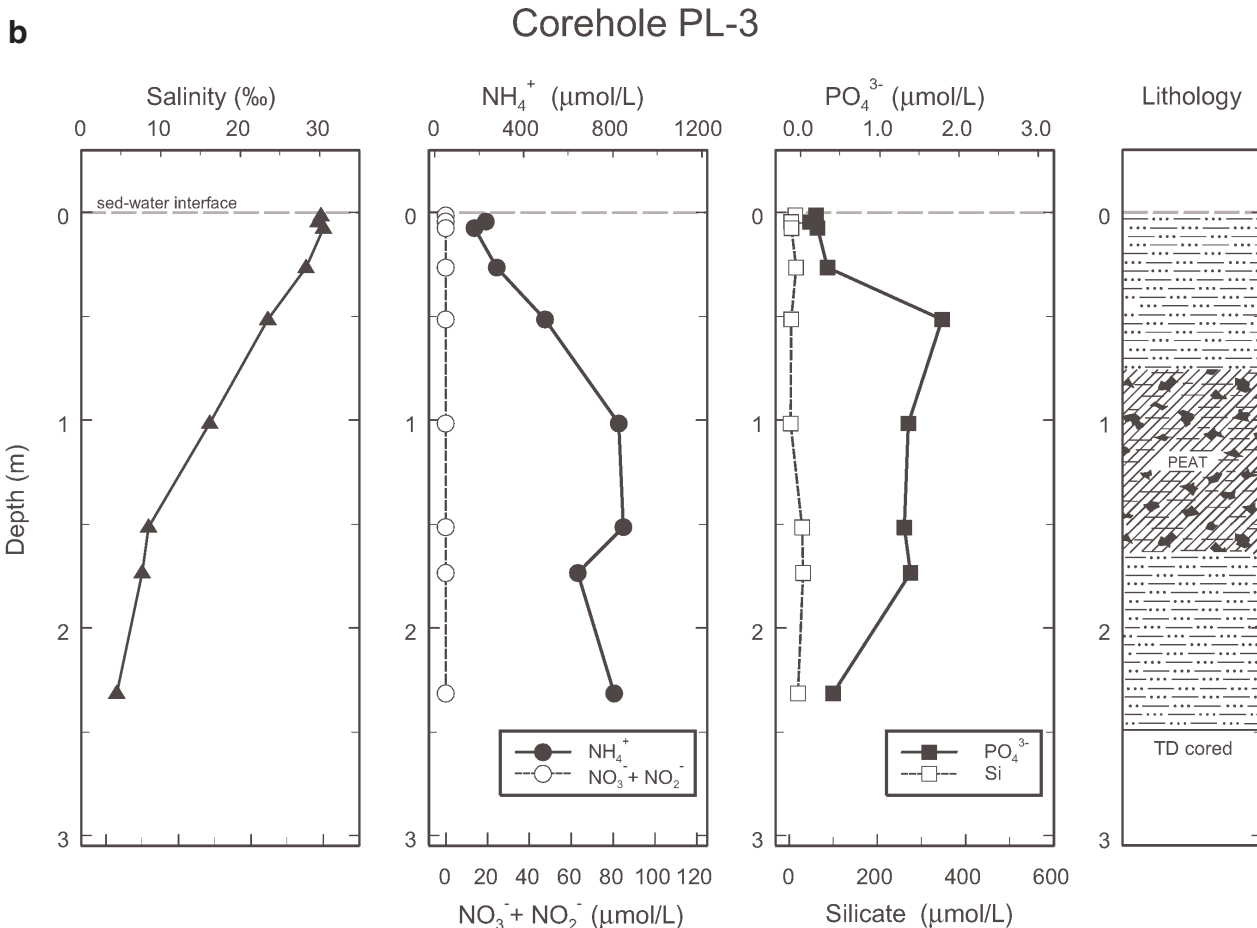 b
Corehole PL-3
Salinity (‰)
0 10 20 30
NH₄⁺ (μmol/L)
0 400 800 1200
PO₄³⁻ (μmol/L)
0.0 1.0 2.0 3.0
Lithology
sed-water interface
Depth (m)
0
1
2
3
0
1
2
3
0
1
2
3
0
1
2
3
PEAT
TD cored
NH₄⁺
NO₃⁻+ NO₂⁻
PO₄³⁻
Si
0 20 40 60 80 100 120
NO₃⁻+ NO₂⁻ (μmol/L)
0 200 400 600
Silicate (μmol/L)